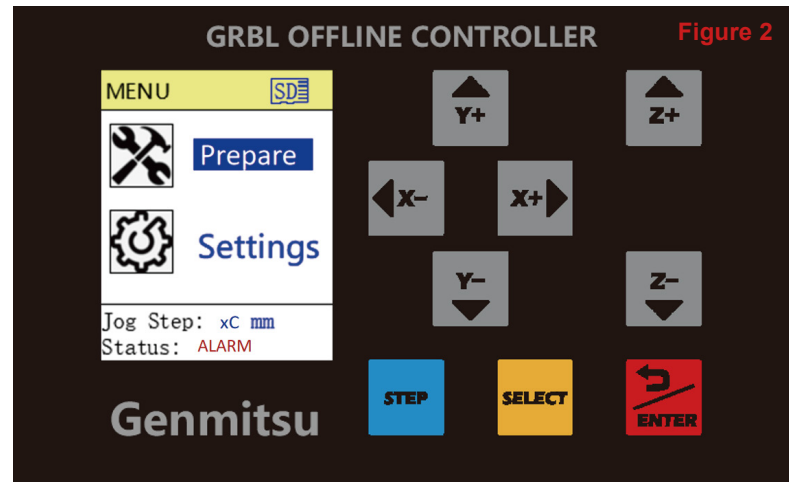 GRBL OFFLINE CONTROLLER
Figure 2
MENU SD
Prepare
Settings
Jog Step: xC mm
Status: ALARM
Genmitsu
Y+
Z+
X-
X+
Y-
Z-
STEP
SELECT
ENTER